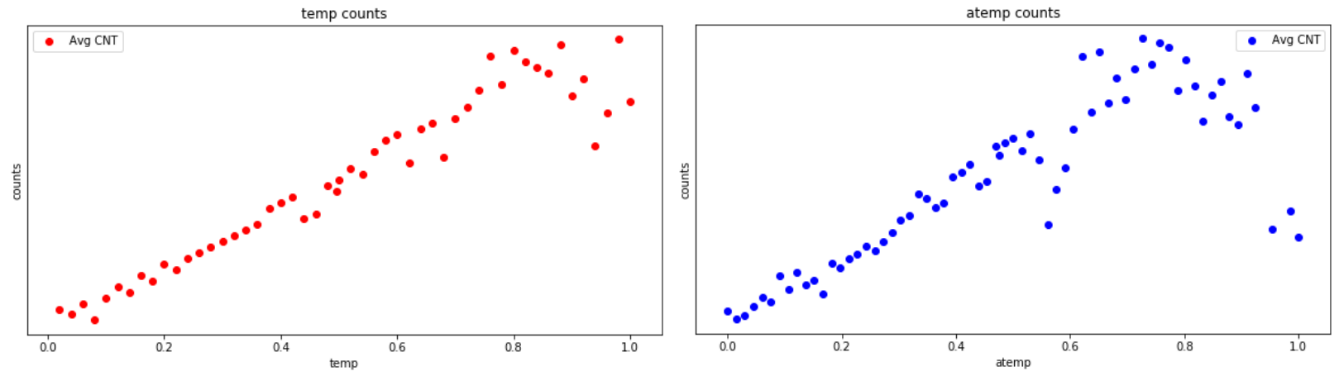 temp counts
Avg CNT
counts
0.0 0.2 0.4 0.6 0.8 1.0
temp
atemp counts
Avg CNT
counts
0.0 0.2 0.4 0.6 0.8 1.0
atemp